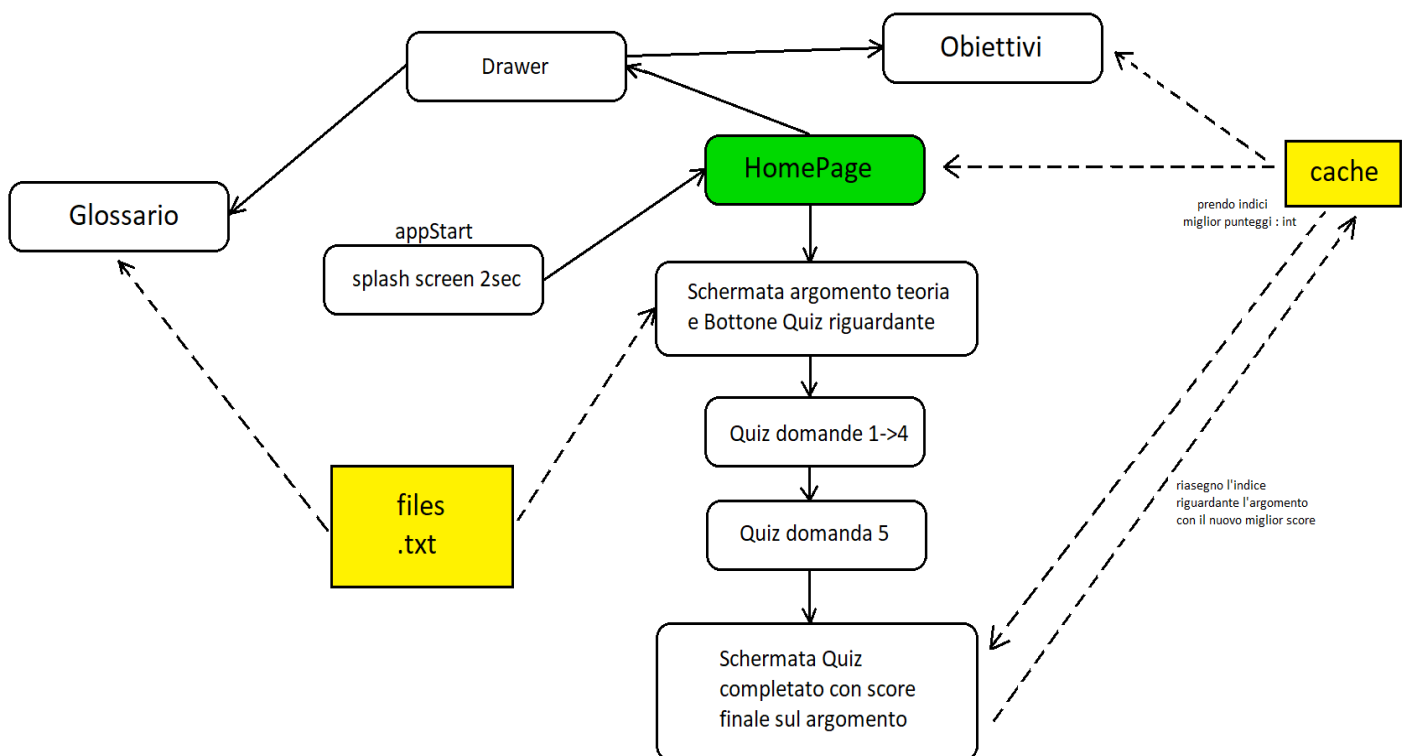 Drawer
Obiettivi
HomePage
cache
prendo indici
miglior punteggi : int
Glossario
appStart
splash screen 2sec
Schermata argomento teoria
e Bottone Quiz riguardante
Quiz domande 1->4
files
.txt
riasegno l'indice
riguardante l'argomento
con il nuovo miglior score
Quiz domanda 5
Schermata Quiz
completato con score
finale sul argomento